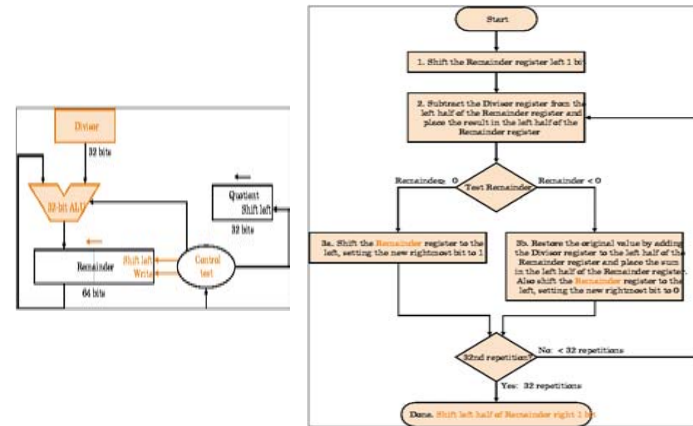 Divisor
32 bits
32-bit ALU
Quotient
Shift left
32 bits
Remainder
Shift left
Write
Control
test
64 bits
Start
1. Shift the Remainder register left 1 bit
2. Subtract the Divisor register from the
left half of the Remainder register and
place the result in the left half of the
Remainder register
Remainder ≥ 0
Test Remainder
Remainder < 0
3a. Shift the Remainder register to the
left, setting the new rightmost bit to 1
3b. Restore the original value by adding
the Divisor register to the left half of the
Remainder register and place the sum
in the left half of the Remainder register.
Also shift the Remainder register to the
left, setting the new rightmost bit to 0
32nd repetition?
No: < 32 repetitions
Yes: 32 repetitions
Done. Shift left half of Remainder right 1 bit